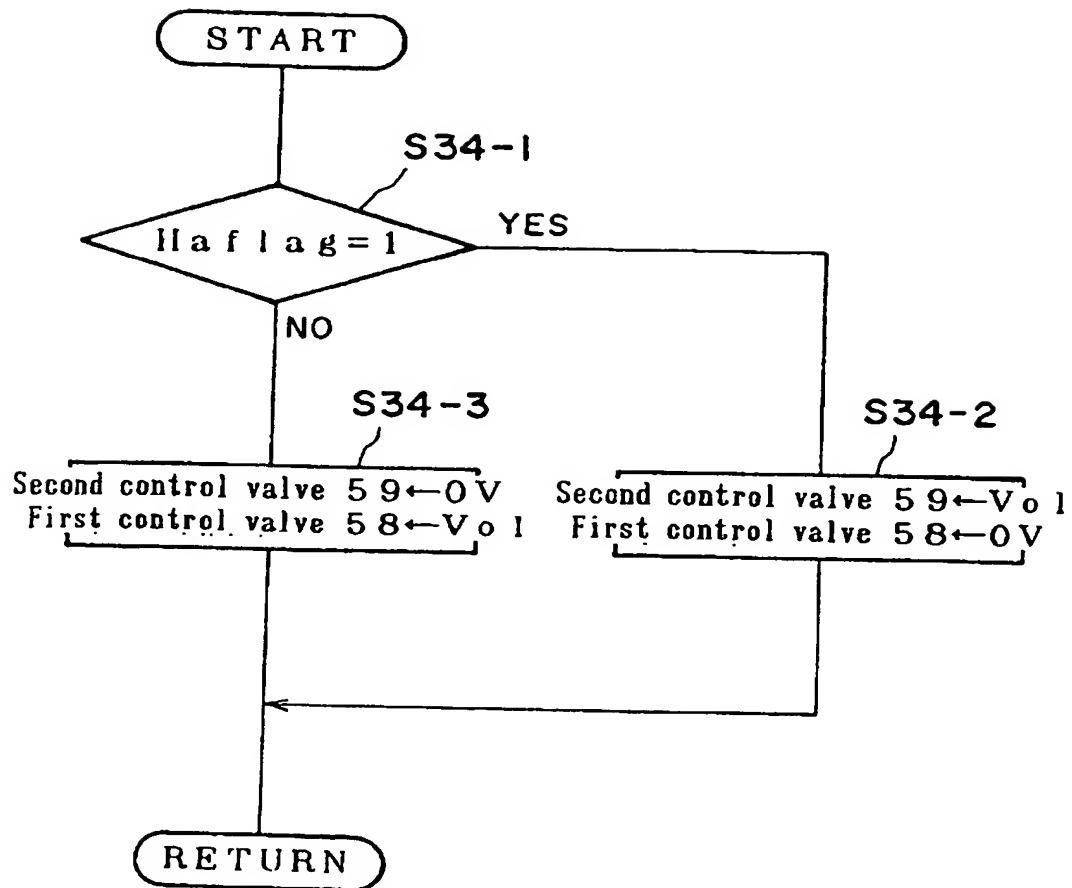 START
S34-1
Haflag=1
YES
NO
S34-3
Second control valve 59←0V
First control valve 58←Vol
S34-2
Second control valve 59←Vol
First control valve 58←0V
RETURN